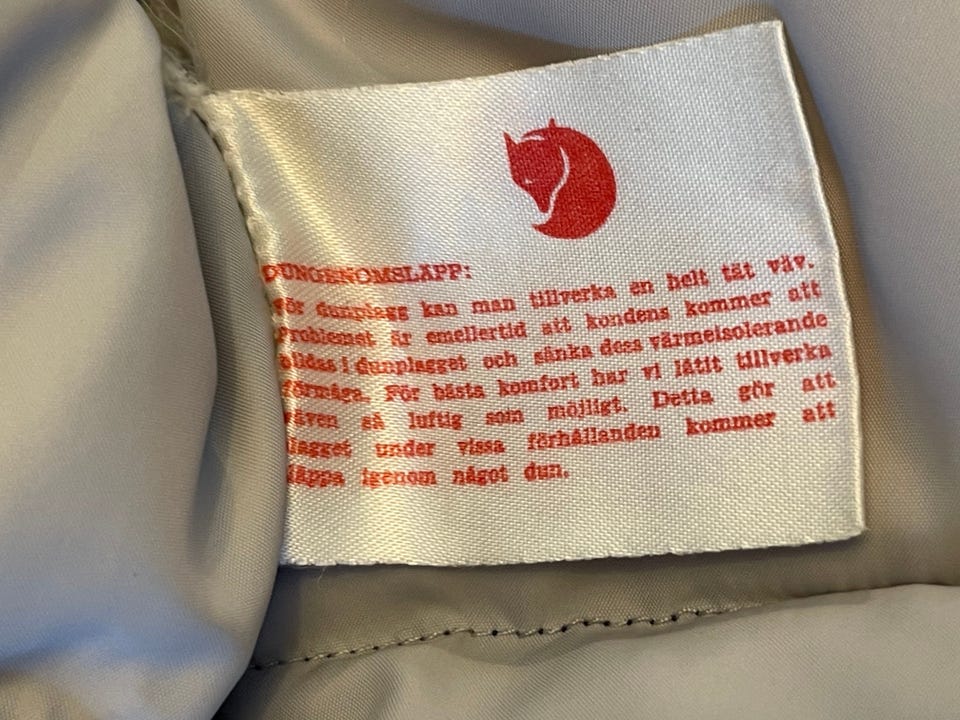 DUNGENOMSLÄPP:
För dunplagg kan man tillverka en helt tät väv.
Problemet är emellertid att kondens kommer att
bildas i dunplagget och sänka dess värmeisolerande
förmåga. För bästa komfort har vi låtit tillverka
väven så luftig som möjligt. Detta gör att
plagget under vissa förhållanden kommer att
släppa igenom något dun.